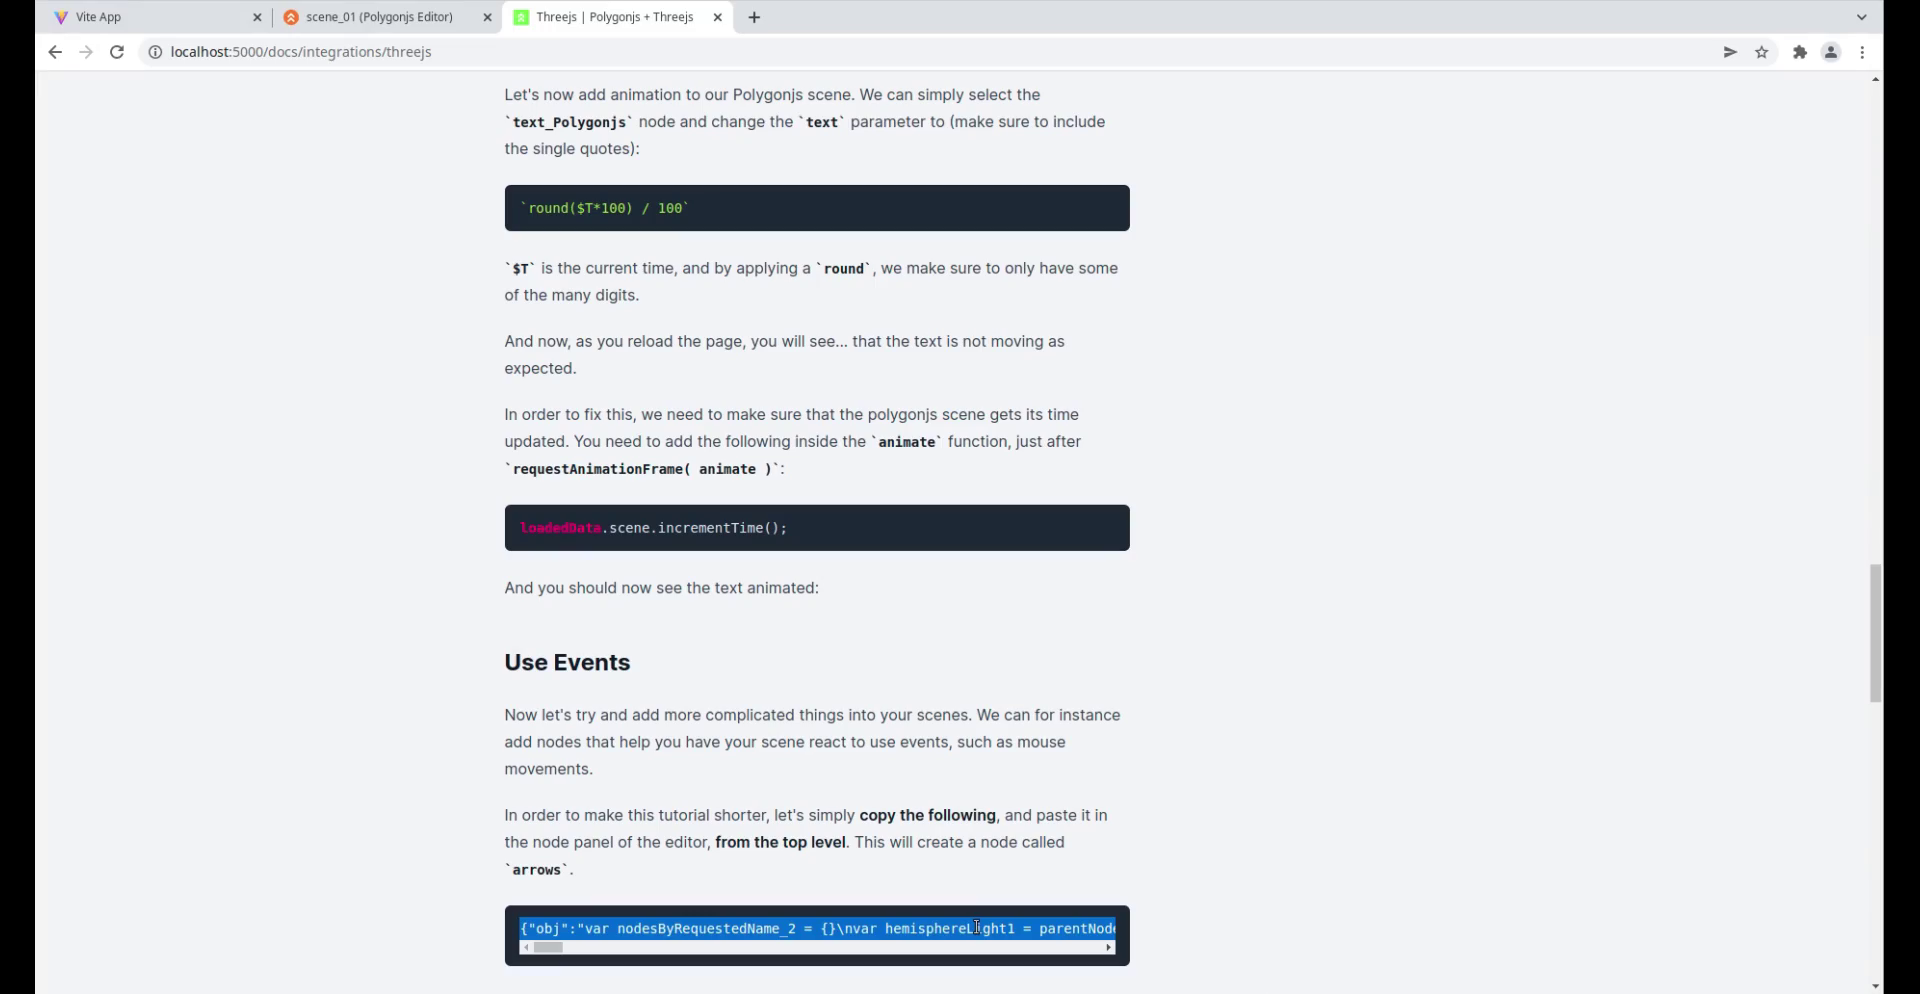 Vite App
scene_01 (Polygonjs Editor)
Threejs | Polygonjs + Threejs
localhost:5000/docs/integrations/threejs
Let's now add animation to our Polygonjs scene. We can simply select the
`text_Polygonjs` node and change the `text` parameter to (make sure to include
the single quotes):
`round($T*100) / 100`
`$T` is the current time, and by applying a `round`, we make sure to only have some
of the many digits.
And now, as you reload the page, you will see... that the text is not moving as
expected.
In order to fix this, we need to make sure that the polygonjs scene gets its time
updated. You need to add the following inside the `animate` function, just after
`requestAnimationFrame( animate )`:
loadedData.scene.incrementTime();
And you should now see the text animated:
Use Events
Now let's try and add more complicated things into your scenes. We can for instance
add nodes that help you have your scene react to use events, such as mouse
movements.
In order to make this tutorial shorter, let's simply copy the following, and paste it in
the node panel of the editor, from the top level. This will create a node called
`arrows`.
{"obj":"var nodesByRequestedName_2 = {}\nvar hemisphereLight1 = parentNode